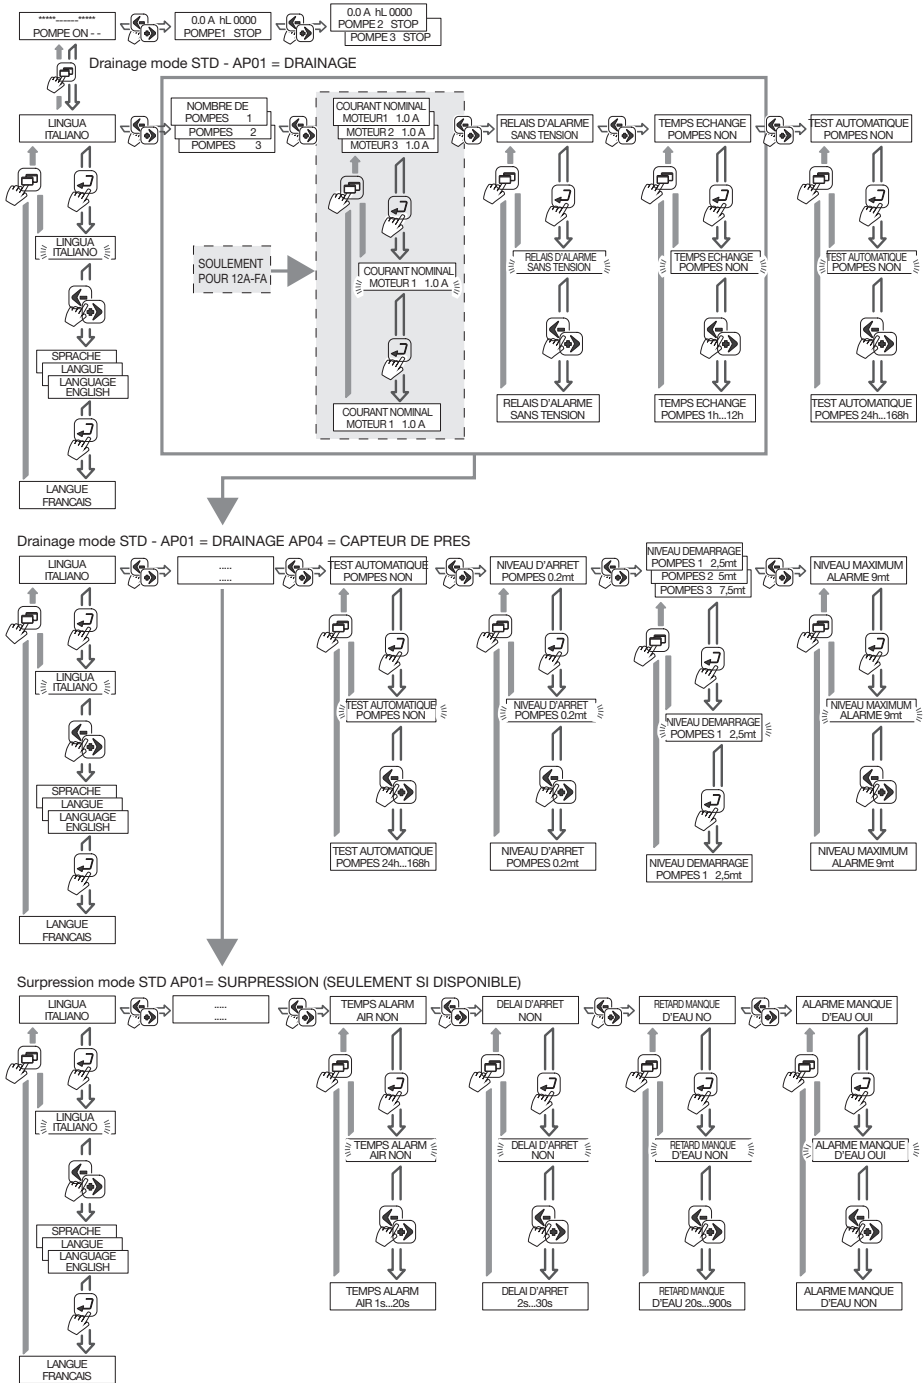 *****______*****
POMPE ON - -
0.0 A hL 0000
POMPE1 STOP
0.0 A hL 0000
POMPE 2 STOP
POMPE 3 STOP
Drainage mode STD - AP01 = DRAINAGE
LINGUA
ITALIANO
NOMBRE DE
POMPES 1
POMPES 2
POMPES 3
COURANT NOMINAL
MOTEUR1 1.0 A
MOTEUR 2 1.0 A
MOTEUR 3 1.0 A
RELAIS D'ALARME
SANS TENSION
TEMPS ECHANGE
POMPES NON
TEST AUTOMATIQUE
POMPES NON
LINGUA
ITALIANO
SOULEMENT
POUR 12A-FA
COURANT NOMINAL
MOTEUR 1 1.0 A
RELAIS D'ALARME
SANS TENSION
TEMPS ECHANGE
POMPES NON
TEST AUTOMATIQUE
POMPES NON
SPRACHE
LANGUE
LANGUAGE
ENGLISH
COURANT NOMINAL
MOTEUR 1 1.0 A
RELAIS D'ALARME
SANS TENSION
TEMPS ECHANGE
POMPES 1h...12h
TEST AUTOMATIQUE
POMPES 24h...168h
LANGUE
FRANCAIS
Drainage mode STD - AP01 = DRAINAGE AP04 = CAPTEUR DE PRES
LINGUA
ITALIANO
.....
.....
TEST AUTOMATIQUE
POMPES NON
NIVEAU D'ARRET
POMPES 0.2mt
NIVEAU DEMARRAGE
POMPES 1 2,5mt
POMPES 2 5mt
POMPES 3 7,5mt
NIVEAU MAXIMUM
ALARME 9mt
LINGUA
ITALIANO
TEST AUTOMATIQUE
POMPES NON
NIVEAU D'ARRET
POMPES 0.2mt
NIVEAU DEMARRAGE
POMPES 1 2,5mt
NIVEAU MAXIMUM
ALARME 9mt
SPRACHE
LANGUE
LANGUAGE
ENGLISH
TEST AUTOMATIQUE
POMPES 24h...168h
NIVEAU D'ARRET
POMPES 0.2mt
NIVEAU DEMARRAGE
POMPES 1 2,5mt
NIVEAU MAXIMUM
ALARME 9mt
LANGUE
FRANCAIS
Surpression mode STD AP01= SURPRESSION (SEULEMENT SI DISPONIBLE)
LINGUA
ITALIANO
.....
.....
TEMPS ALARM
AIR NON
DELAI D'ARRET
NON
RETARD MANQUE
D'EAU NO
ALARME MANQUE
D'EAU OUI
LINGUA
ITALIANO
TEMPS ALARM
AIR NON
DELAI D'ARRET
NON
RETARD MANQUE
D'EAU NON
ALARME MANQUE
D'EAU OUI
SPRACHE
LANGUE
LANGUAGE
ENGLISH
TEMPS ALARM
AIR 1s...20s
DELAI D'ARRET
2s...30s
RETARD MANQUE
D'EAU 20s...900s
ALARME MANQUE
D'EAU NON
LANGUE
FRANCAIS